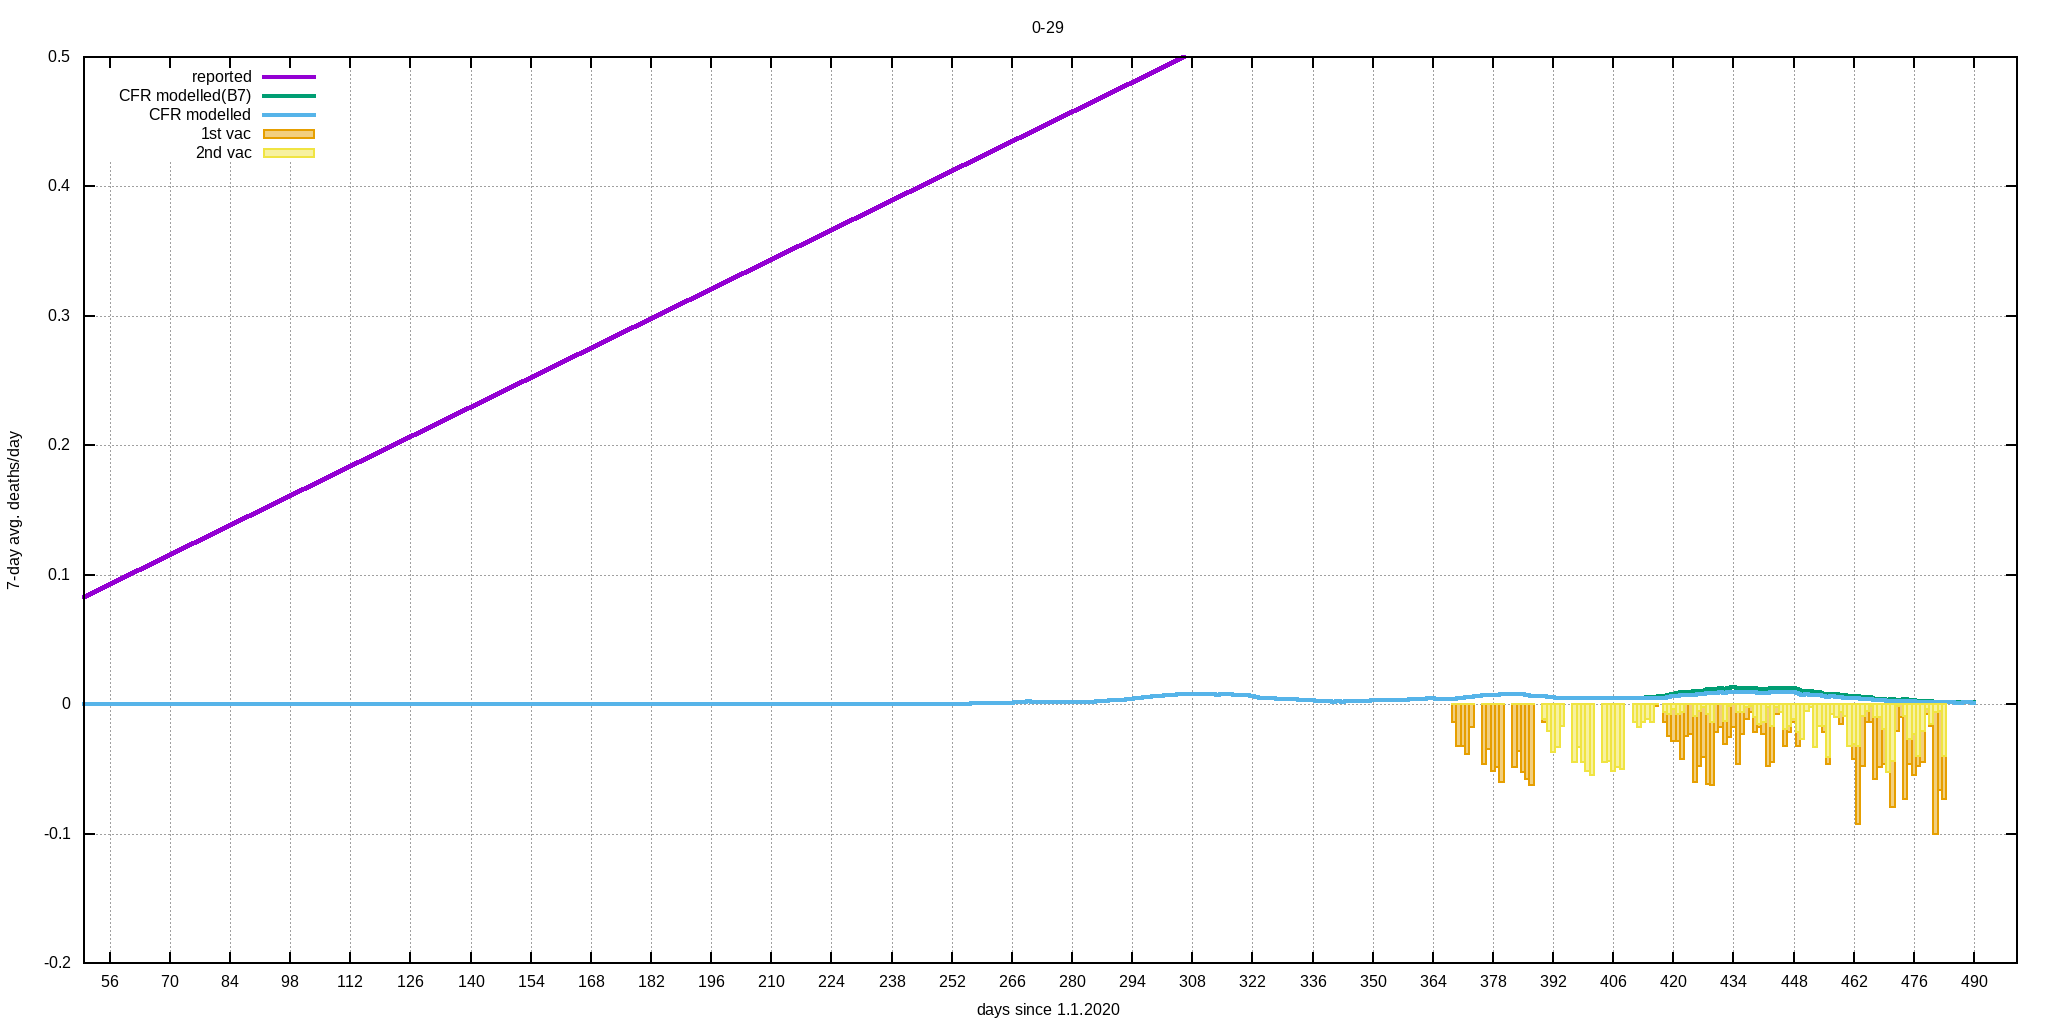 0-29
reported
CFR modelled(B7)
CFR modelled
1st vac
2nd vac
7-day avg. deaths/day
0.5
0.4
0.3
0.2
0.1
0
-0.1
-0.2
56 70 84 98 112 126 140 154 168 182 196 210 224 238 252 266 280 294 308 322 336 350 364 378 392 406 420 434 448 462 476 490
days since 1.1.2020